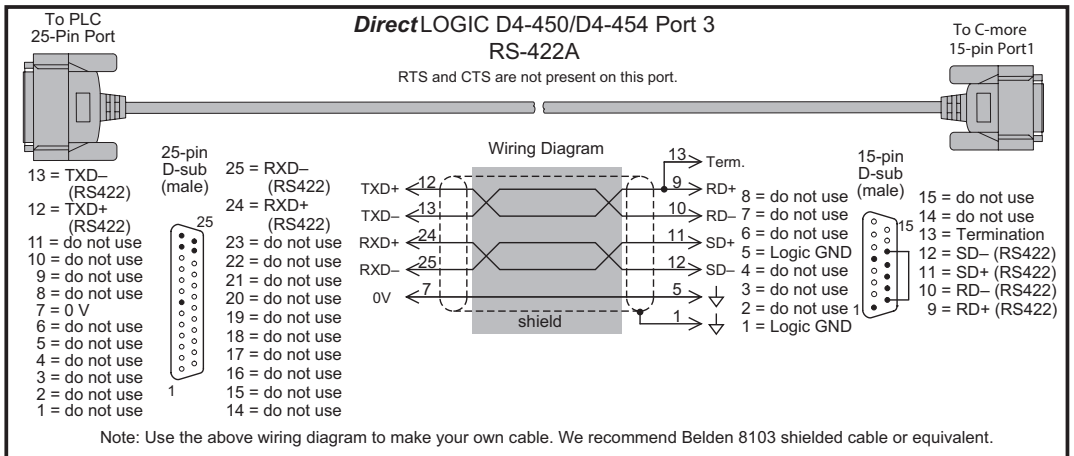 To PLC
25-Pin Port
DirectLOGIC D4-450/D4-454 Port 3
RS-422A
RTS and CTS are not present on this port.
To C-more
15-pin Port1
13 = TXD–
(RS422)
12 = TXD+
(RS422)
11 = do not use
10 = do not use
9 = do not use
8 = do not use
7 = 0 V
6 = do not use
5 = do not use
4 = do not use
3 = do not use
2 = do not use
1 = do not use
25-pin
D-sub
(male)
25
1
25 = RXD–
(RS422)
24 = RXD+
(RS422)
23 = do not use
22 = do not use
21 = do not use
20 = do not use
19 = do not use
18 = do not use
17 = do not use
16 = do not use
15 = do not use
14 = do not use
Wiring Diagram
13 Term.
TXD+ 12 9 RD+
TXD– 13 10 RD–
RXD+ 24 11 SD+
RXD– 25 12 SD–
0V 7 5
shield 1
8 = do not use
7 = do not use
6 = do not use
5 = Logic GND
4 = do not use
3 = do not use
2 = do not use
1 = Logic GND
15-pin
D-sub
(male)
15
1
15 = do not use
14 = do not use
13 = Termination
12 = SD– (RS422)
11 = SD+ (RS422)
10 = RD– (RS422)
9 = RD+ (RS422)
Note: Use the above wiring diagram to make your own cable. We recommend Belden 8103 shielded cable or equivalent.